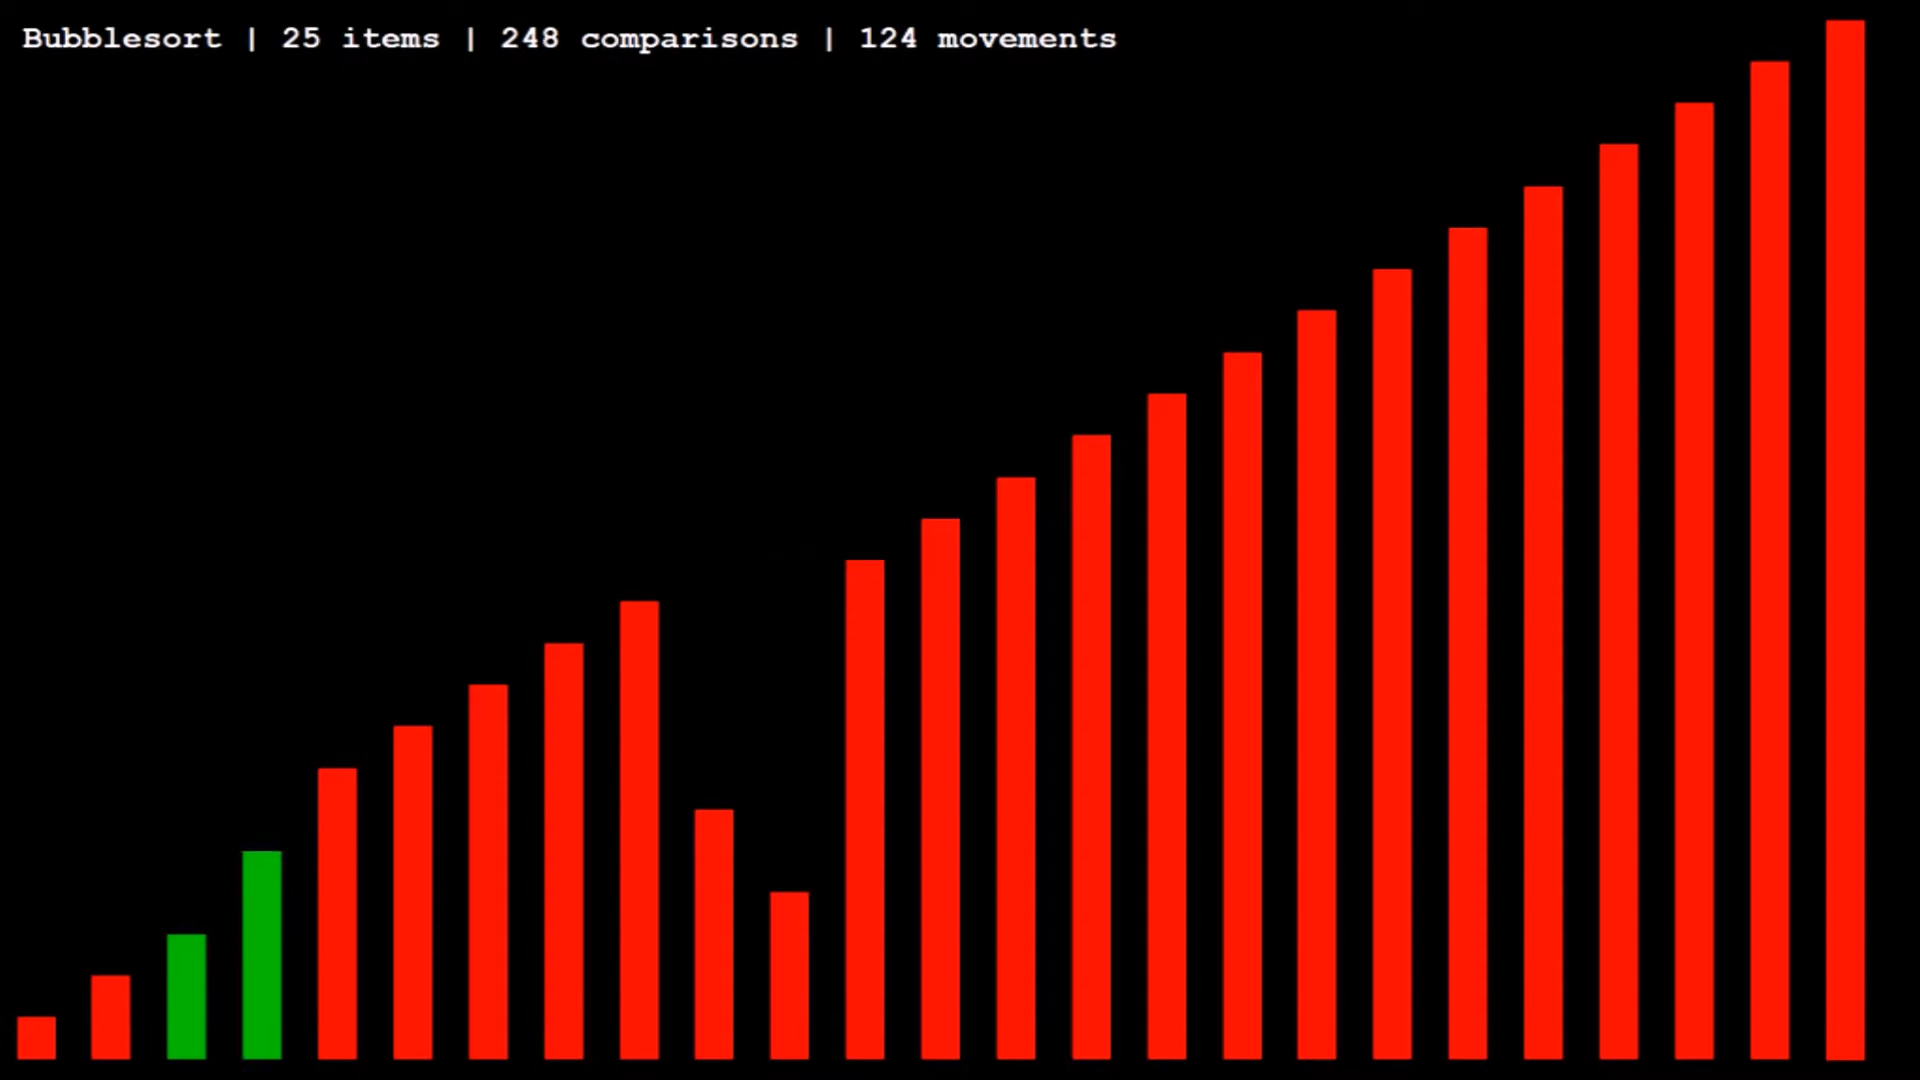 Bubblesort | 25 items | 248 comparisons | 124 movements